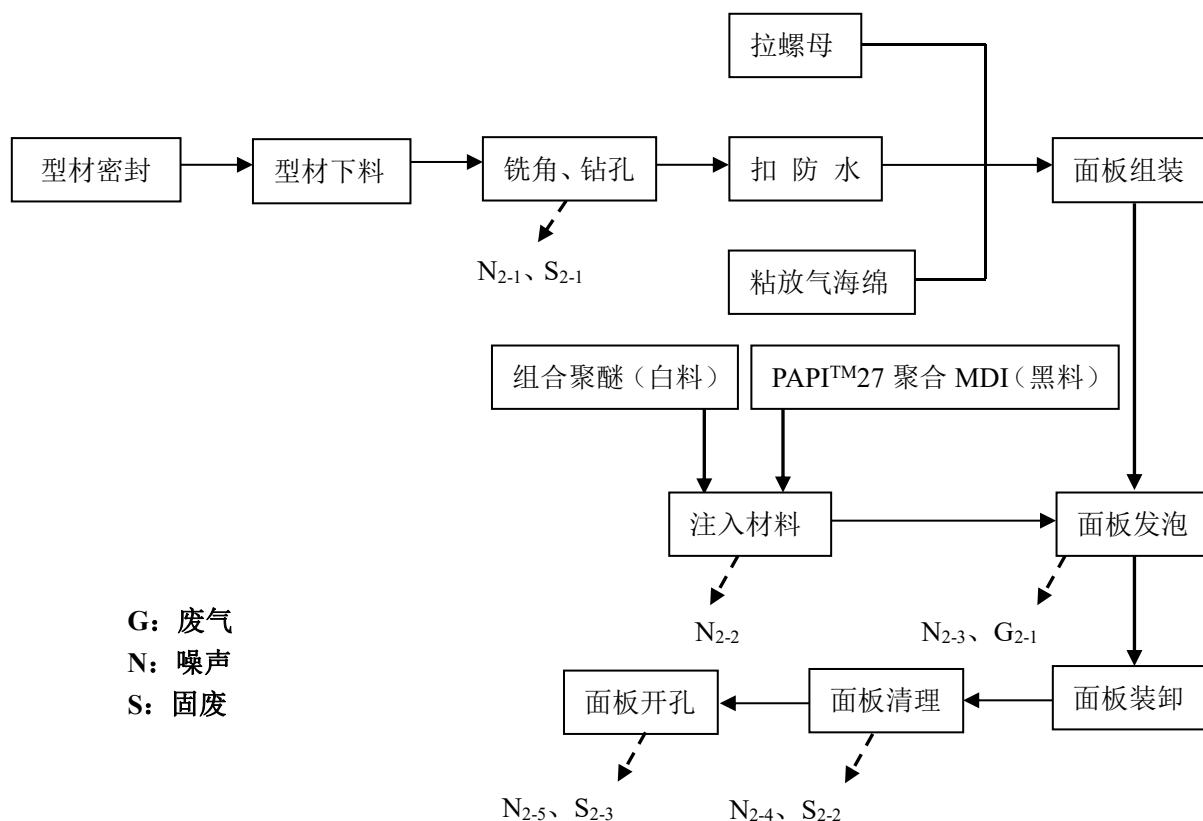 拉螺母
型材密封
型材下料
铣角、钻孔
扣 防 水
面板组装
N2-1、S2-1
粘放气海绵
组合聚醚（白料）
PAPI™27 聚合 MDI（黑料）
注入材料
面板发泡
G：废气
N：噪声
S：固废
N2-2
N2-3、G2-1
面板开孔
面板清理
面板装卸
N2-5、S2-3
N2-4、S2-2